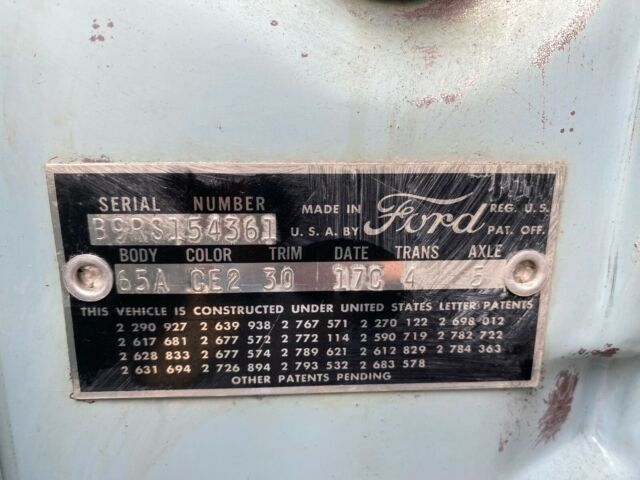 SERIAL NUMBER
B9RS154361
MADE IN
U.S.A. BY
Ford
REG. U.S.
PAT. OFF.
BODY COLOR TRIM DATE TRANS AXLE
65A CE2 30 17C 4 5
THIS VEHICLE IS CONSTRUCTED UNDER UNITED STATES LETTER PATENTS
2 290 927 2 639 938 2 767 571 2 270 122 2 698 012
2 617 681 2 677 572 2 772 114 2 590 719 2 782 722
2 628 833 2 677 574 2 789 621 2 612 829 2 784 363
2 631 694 2 726 894 2 793 532 2 683 578
OTHER PATENTS PENDING